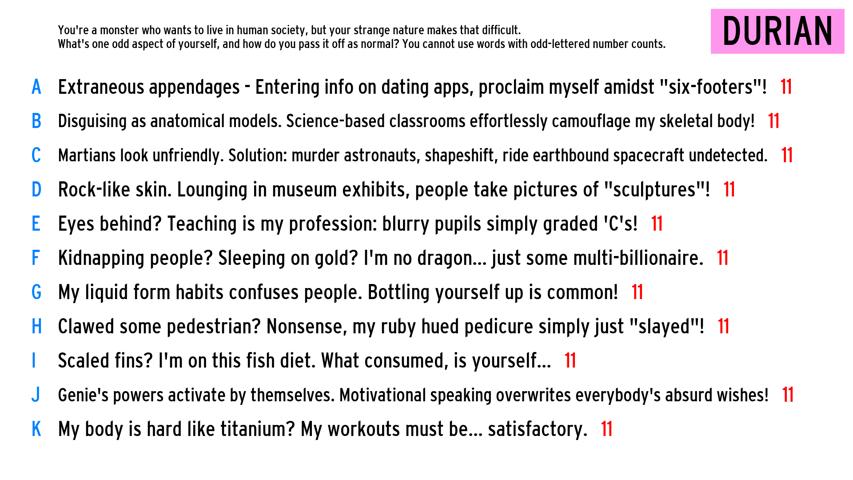 You're a monster who wants to live in human society, but your strange nature makes that difficult.
What's one odd aspect of yourself, and how do you pass it off as normal? You cannot use words with odd-lettered number counts.
DURIAN
A Extraneous appendages - Entering info on dating apps, proclaim myself amidst "six-footers"! 11
B Disguising as anatomical models. Science-based classrooms effortlessly camouflage my skeletal body! 11
C Martians look unfriendly. Solution: murder astronauts, shapeshift, ride earthbound spacecraft undetected. 11
D Rock-like skin. Lounging in museum exhibits, people take pictures of "sculptures"! 11
E Eyes behind? Teaching is my profession: blurry pupils simply graded 'C's! 11
F Kidnapping people? Sleeping on gold? I'm no dragon... just some multi-billionaire. 11
G My liquid form habits confuses people. Bottling yourself up is common! 11
H Clawed some pedestrian? Nonsense, my ruby hued pedicure simply just "slayed"! 11
I Scaled fins? I'm on this fish diet. What consumed, is yourself... 11
J Genie's powers activate by themselves. Motivational speaking overwrites everybody's absurd wishes! 11
K My body is hard like titanium? My workouts must be... satisfactory. 11